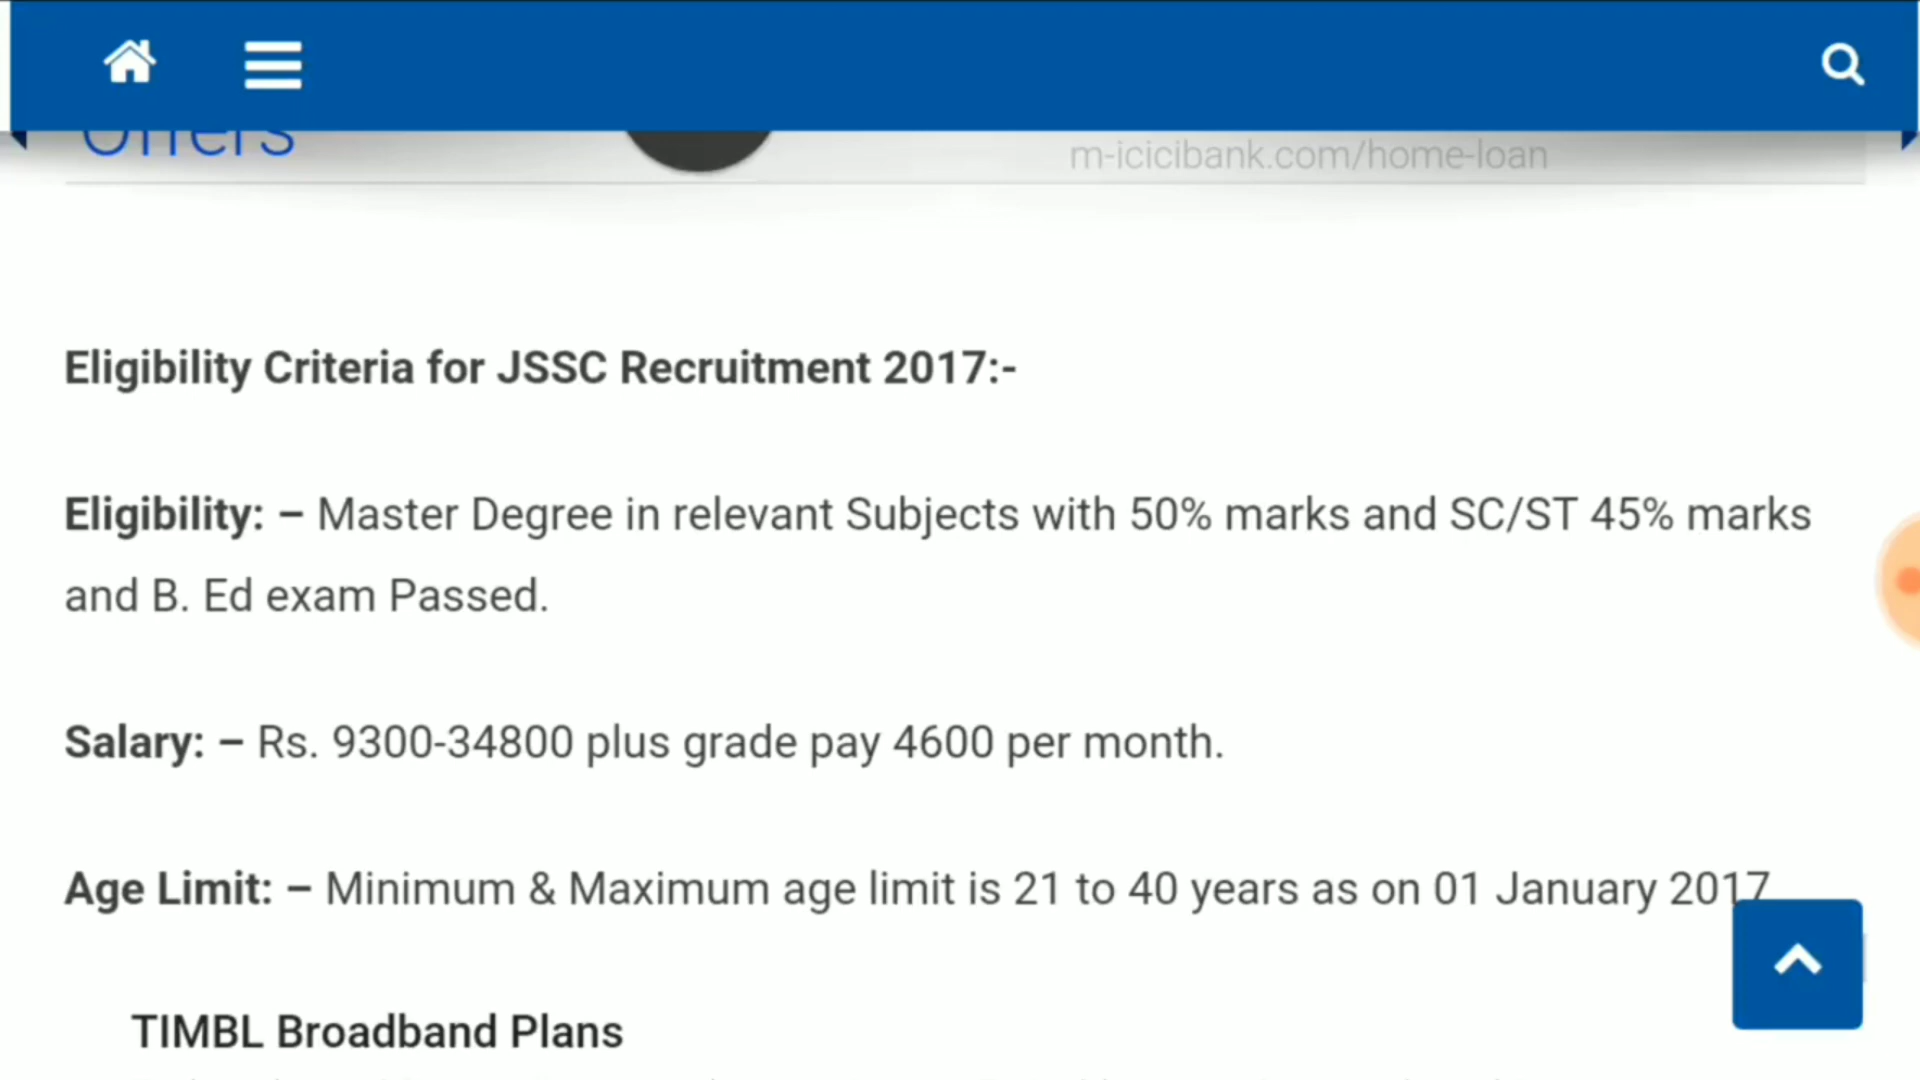 Offers
m-icicibank.com/home-loan
Eligibility Criteria for JSSC Recruitment 2017:-
Eligibility: – Master Degree in relevant Subjects with 50% marks and SC/ST 45% marks
and B. Ed exam Passed.
Salary: – Rs. 9300-34800 plus grade pay 4600 per month.
Age Limit: – Minimum & Maximum age limit is 21 to 40 years as on 01 January 2017
TIMBL Broadband Plans